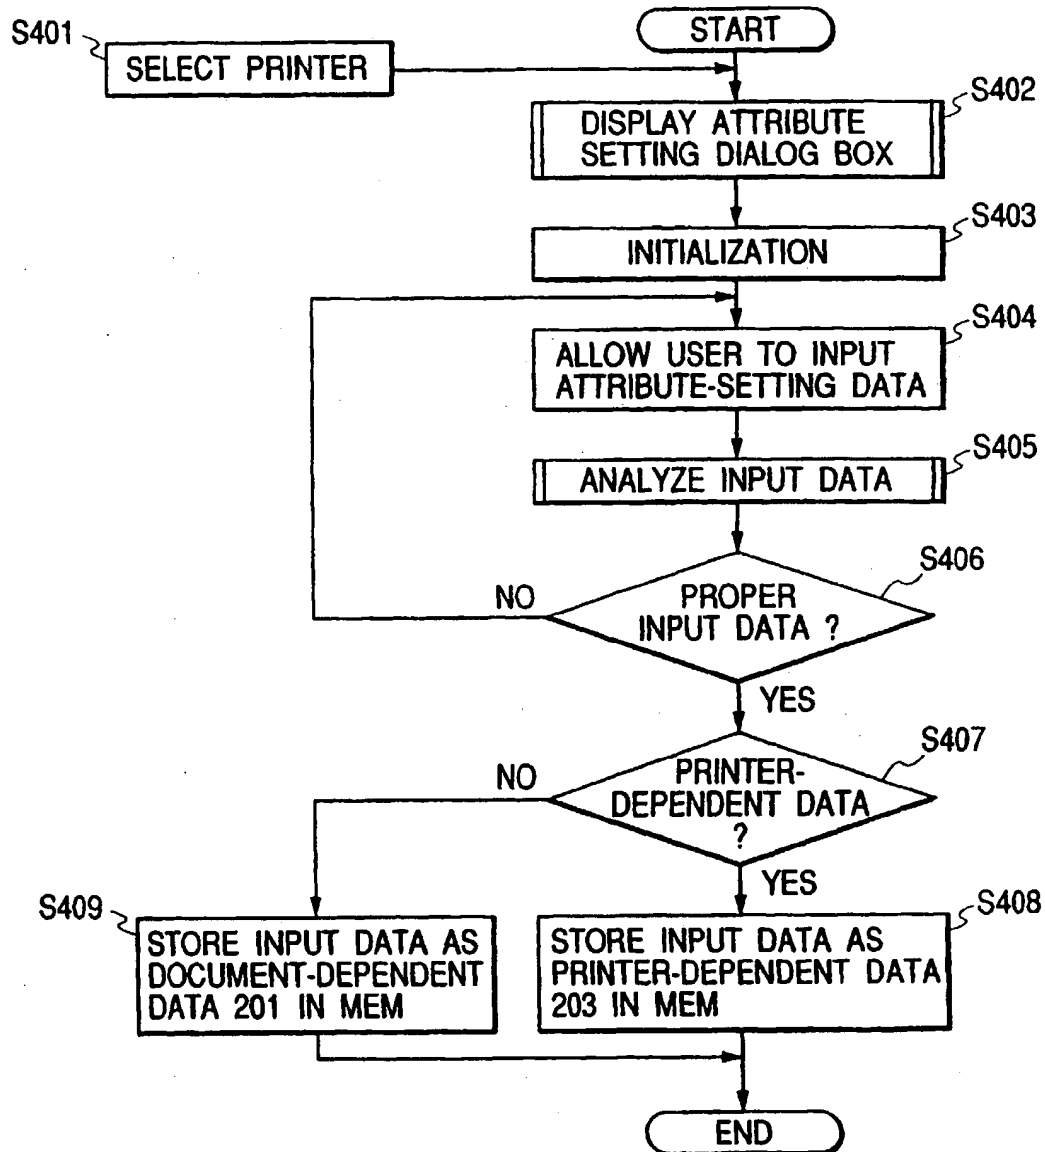 START
S401
SELECT PRINTER
S402
DISPLAY ATTRIBUTE
SETTING DIALOG BOX
S403
INITIALIZATION
S404
ALLOW USER TO INPUT
ATTRIBUTE-SETTING DATA
S405
ANALYZE INPUT DATA
S406
PROPER
INPUT DATA ?
NO
YES
S407
PRINTER-
DEPENDENT DATA
?
NO
YES
S409
STORE INPUT DATA AS
DOCUMENT-DEPENDENT
DATA 201 IN MEM
S408
STORE INPUT DATA AS
PRINTER-DEPENDENT DATA
203 IN MEM
END